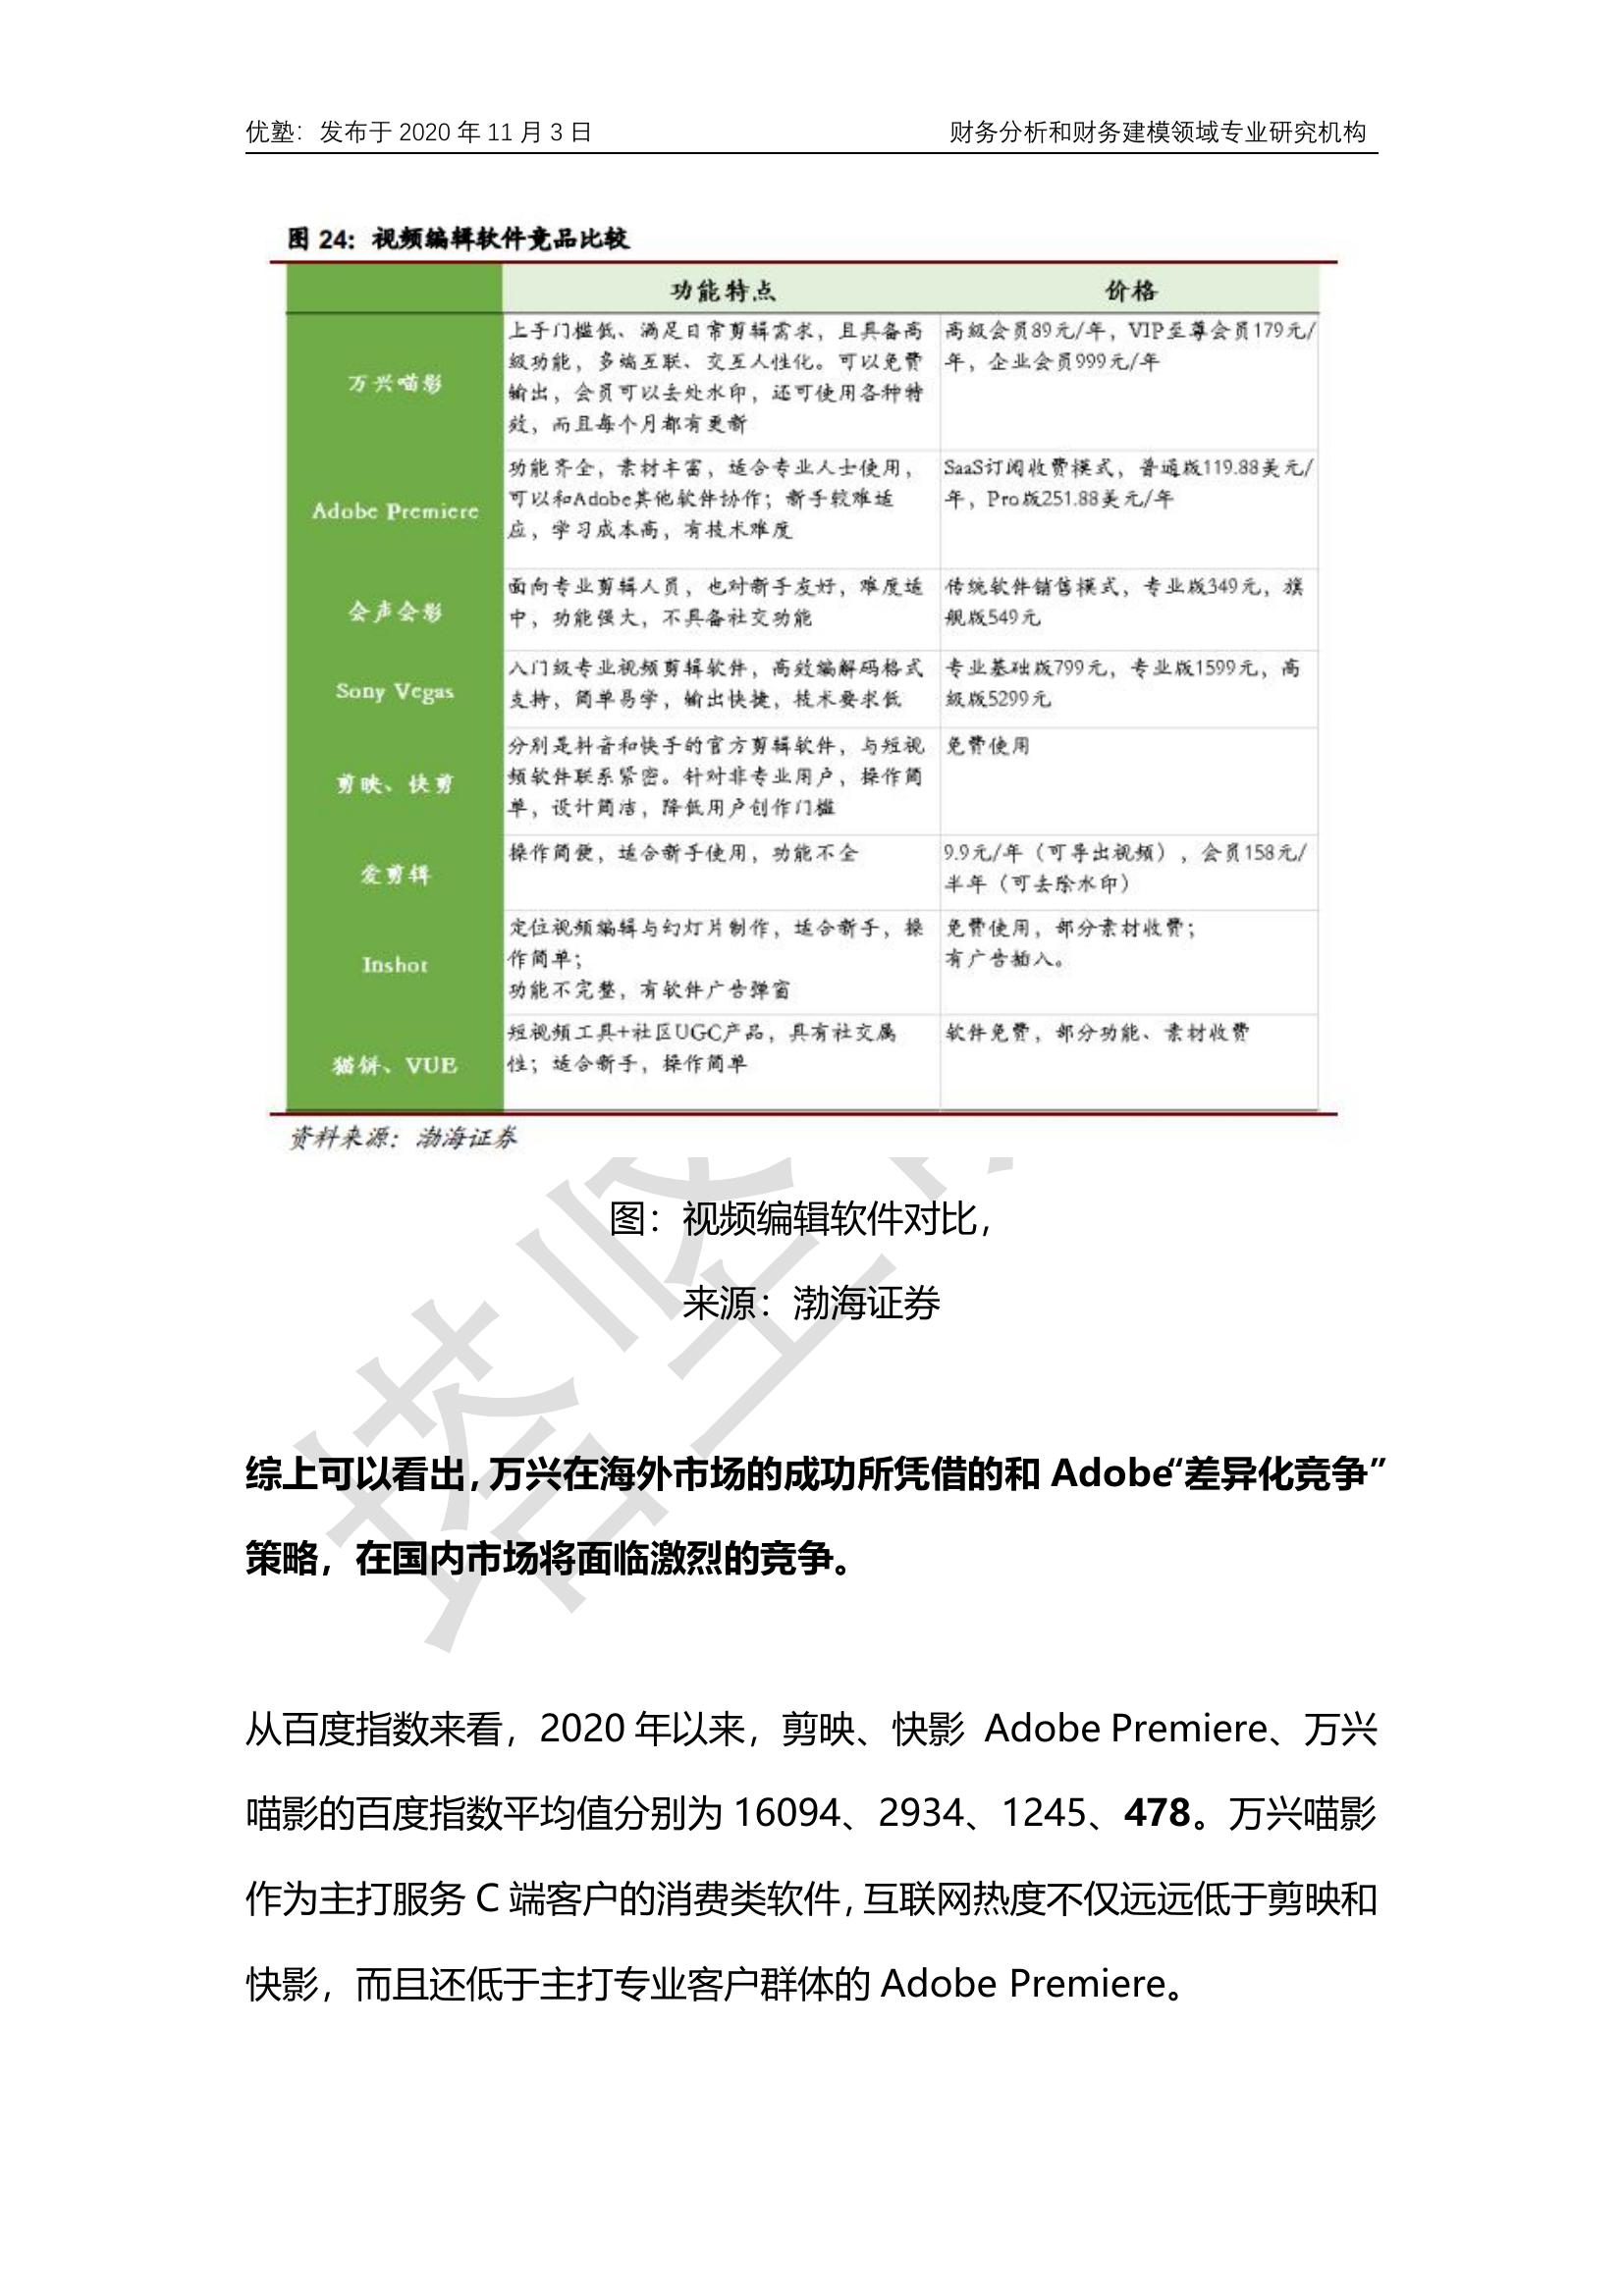 优塾：发布于 2020 年 11 月 3 日
财务分析和财务建模领域专业研究机构
图 24：视频编辑软件竞品比较
功能特点
价格
万兴喵影
上手门槛低、满足日常剪辑需求，且具备高
级功能，多端互联、交互人性化。可以免费
输出，会员可以去处水印，还可使用各种特
效，而且每个月都有更新
高级会员89元/年，VIP至尊会员179元/
年，企业会员999元/年
Adobe Premiere
功能齐全，素材丰富，适合专业人士使用，
可以和Adobe其他软件协作；新手较难适
应，学习成本高，有技术难度
SaaS订阅收费模式，普通版119.88美元/
年，Pro版251.88美元/年
会声会影
面向专业剪辑人员，也对新手友好，难度适
中，功能强大，不具备社交功能
传统软件销售模式，专业版349元，旗
舰版549元
Sony Vegas
入门级专业视频剪辑软件，高效编解码格式
支持，简单易学，输出快捷，技术要求低
专业基础版799元，专业版1599元，高
级版5299元
剪映、快剪
分别是抖音和快手的官方剪辑软件，与短视
频软件联系紧密。针对非专业用户，操作简
单，设计简洁，降低用户创作门槛
免费使用
爱剪辑
操作简便，适合新手使用，功能不全
9.9元/年（可导出视频），会员158元/
半年（可去除水印）
Inshot
定位视频编辑与幻灯片制作，适合新手，操
作简单；
功能不完整，有软件广告弹窗
免费使用，部分素材收费；
有广告插入。
猫饼、VUE
短视频工具+社区UGC产品，具有社交属
性；适合新手，操作简单
软件免费，部分功能、素材收费
资料来源：渤海证券
图：视频编辑软件对比，
来源：渤海证券
综上可以看出，万兴在海外市场的成功所凭借的和 Adobe“差异化竞争”
策略，在国内市场将面临激烈的竞争。
从百度指数来看，2020 年以来，剪映、快影 Adobe Premiere、万兴
喵影的百度指数平均值分别为 16094、2934、1245、478。万兴喵影
作为主打服务 C 端客户的消费类软件，互联网热度不仅远远低于剪映和
快影，而且还低于主打专业客户群体的 Adobe Premiere。